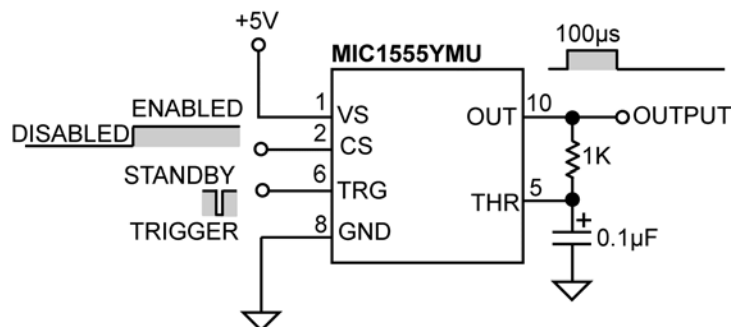 +5V
100µs
MIC1555YMU
ENABLED
DISABLED
1
VS
OUT
10
OUTPUT
2
CS
1K
STANDBY
6
TRG
THR
5
TRIGGER
8
GND
+
0.1µF